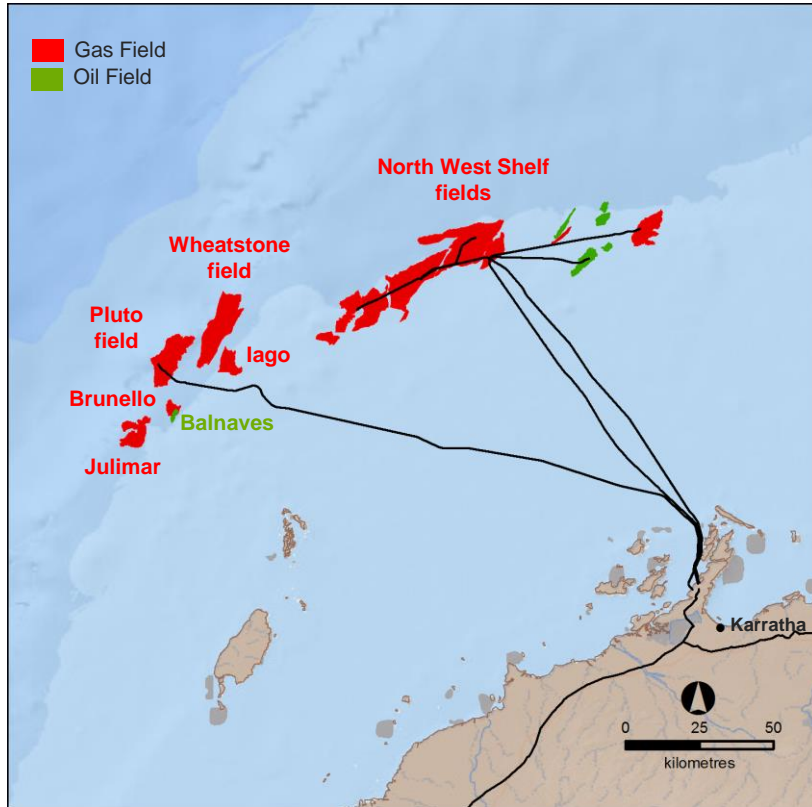 Gas Field
Oil Field
North West Shelf
fields
Wheatstone
field
Pluto
field
Iago
Brunello
Balnaves
Julimar
Karratha
0 25 50
kilometres